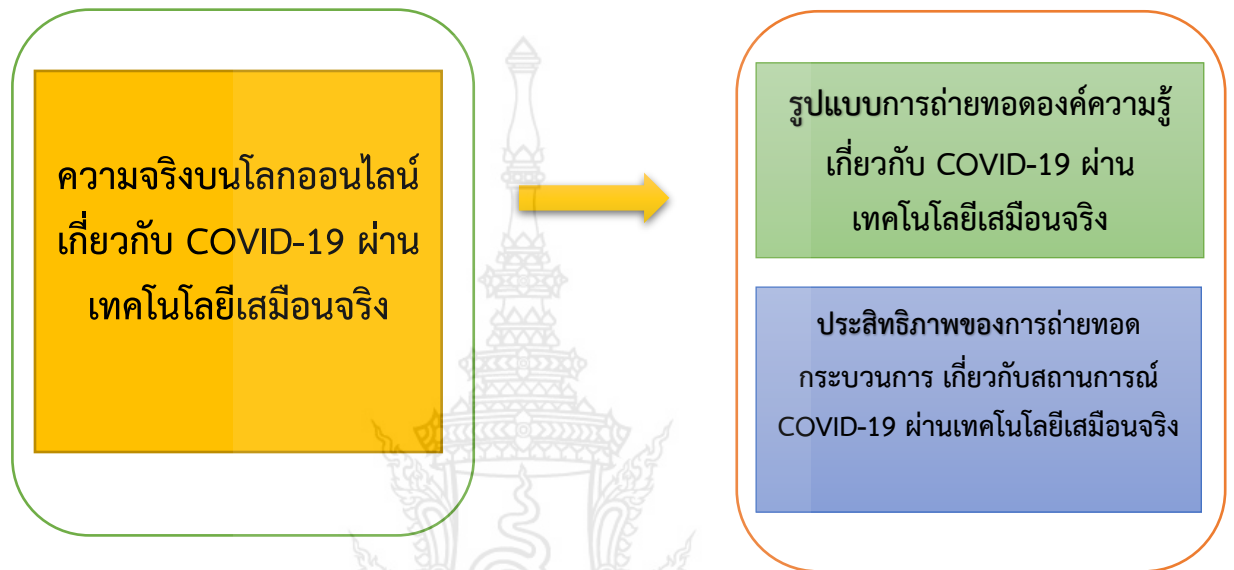 ความจริงบนโลกออนไลน์
เกี่ยวกับ COVID-19 ผ่าน
เทคโนโลยีเสมือนจริง
รูปแบบการถ่ายทอดองค์ความรู้
เกี่ยวกับ COVID-19 ผ่าน
เทคโนโลยีเสมือนจริง
ประสิทธิภาพของการถ่ายทอด
กระบวนการ เกี่ยวกับสถานการณ์
COVID-19 ผ่านเทคโนโลยีเสมือนจริง